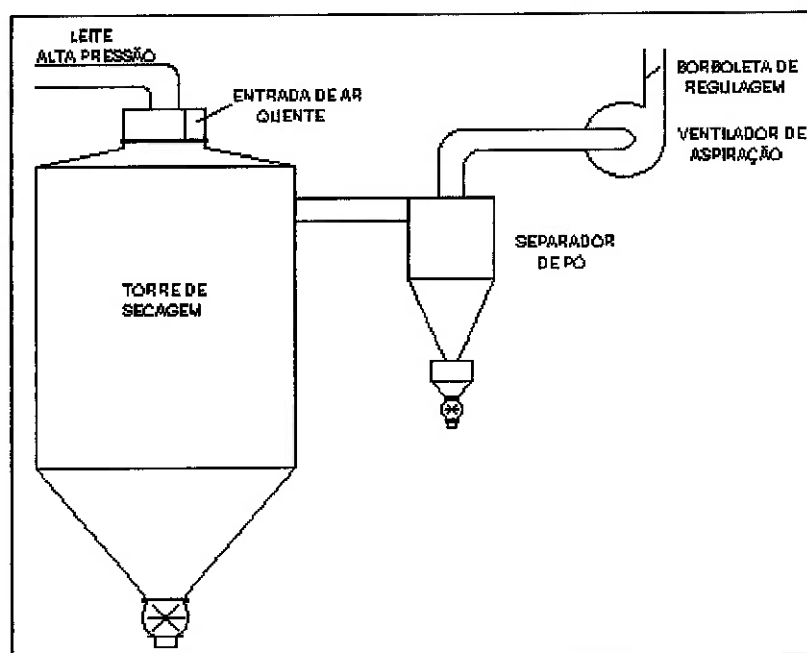 LEITE
ALTA PRESSÃO
ENTRADA DE AR
QUENTE
BORBOLETA DE
REGULAGEM
VENTILADOR DE
ASPIRAÇÃO
SEPARADOR
DE PÓ
TORRE DE
SECAGEM